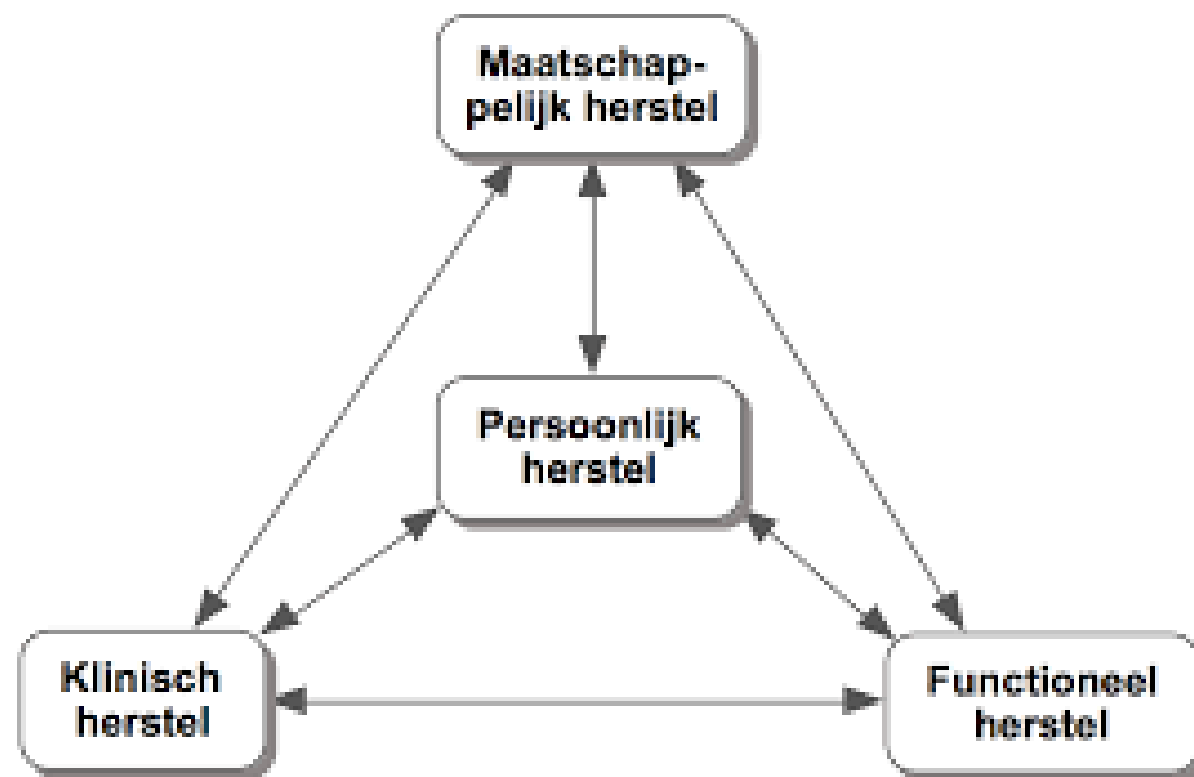 Maatschap-
pelijk herstel
Persoonlijk
herstel
Klinisch
herstel
Functioneel
herstel